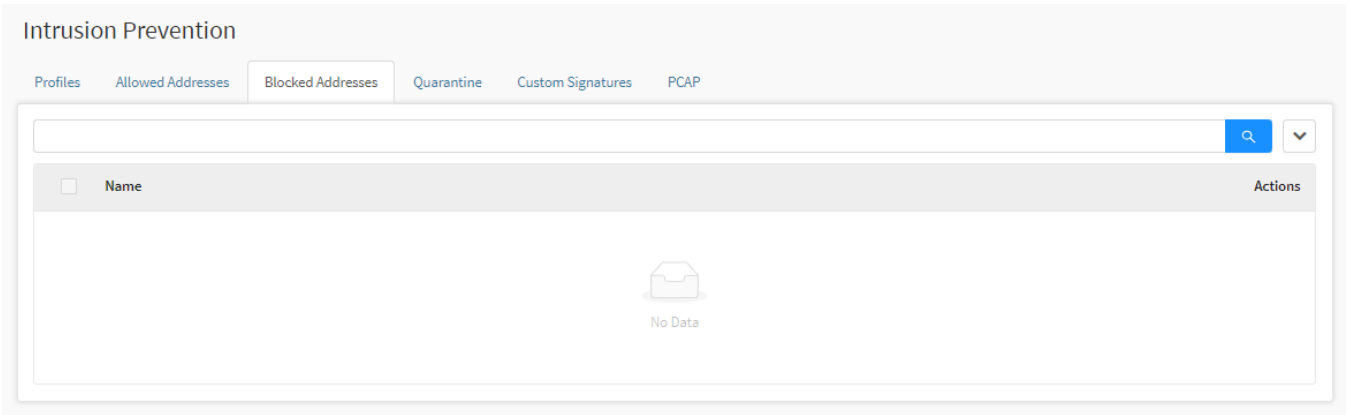 Intrusion Prevention
Profiles Allowed Addresses Blocked Addresses Quarantine Custom Signatures PCAP
Name Actions
No Data